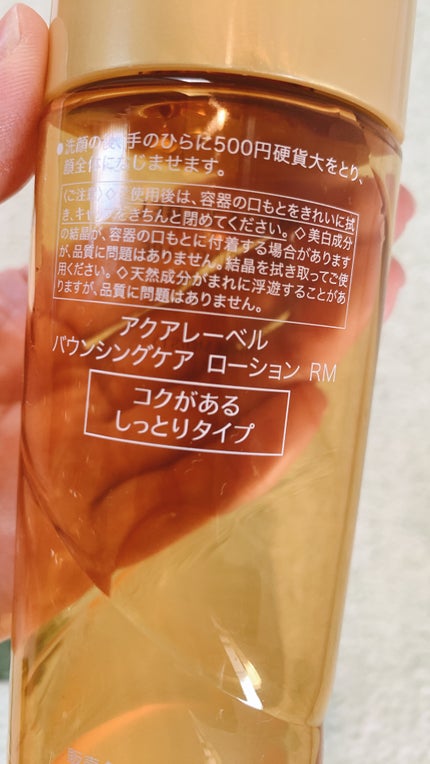 ●洗顔の後、手のひらに500円硬貨大をとり、
顔全体になじませます。
〈ご注意〉◇ご使用後は、容器の口もとをきれいに拭
き、キャップをきちんと閉めてください。◇美白成分
の結晶が、容器の口もとに付着する場合があります
が、品質に問題はありません。結晶を拭き取ってご使
用ください。◇天然成分がまれに浮遊することがあ
りますが、品質に問題はありません。
アクアレーベル
バウンシングケア ローション RM
コクがある
しっとりタイプ